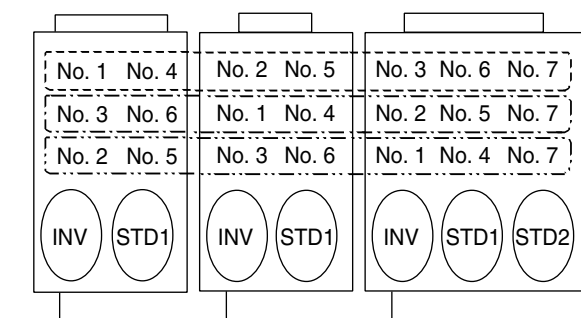 No. 1 No. 4 No. 2 No. 5 No. 3 No. 6 No. 7
No. 3 No. 6 No. 1 No. 4 No. 2 No. 5 No. 7
No. 2 No. 5 No. 3 No. 6 No. 1 No. 4 No. 7
INV STD1 INV STD1 INV STD1 STD2